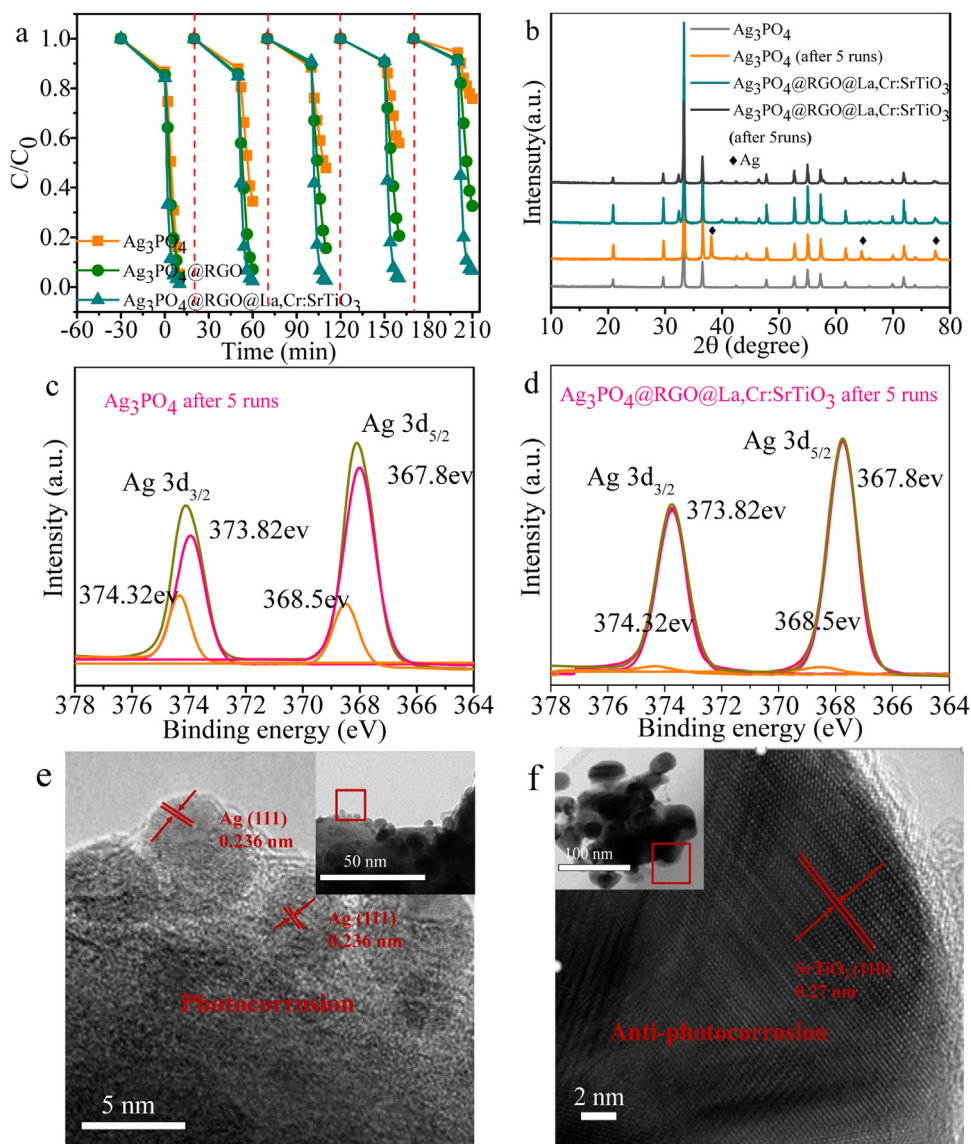 a
1.0
0.8
0.6
0.4
0.2
0.0
C/C₀
Ag₃PO₄
Ag₃PO₄@RGO
Ag₃PO₄@RGO@La,Cr:SrTiO₃
-60 -30 0 30 60 90 120 150 180 210
Time (min)
b
Intensuty(a.u.)
Ag₃PO₄
Ag₃PO₄ (after 5 runs)
Ag₃PO₄@RGO@La,Cr:SrTiO₃
Ag₃PO₄@RGO@La,Cr:SrTiO₃
(after 5runs)
♦Ag
10 20 30 40 50 60 70 80
2θ (degree)
c
Ag₃PO₄ after 5 runs
Ag 3d₅/₂
367.8ev
Ag 3d₃/₂
373.82ev
374.32ev
368.5ev
Intensity (a.u.)
378 376 374 372 370 368 366 364
Binding energy (eV)
d
Ag₃PO₄@RGO@La,Cr:SrTiO₃ after 5 runs
Ag 3d₅/₂
367.8ev
Ag 3d₃/₂
373.82ev
374.32ev
368.5ev
Intensity (a.u.)
378 376 374 372 370 368 366 364
Binding energy (eV)
e
Ag (111)
0.236 nm
50 nm
Ag (111)
0.236 nm
Photocorrosion
5 nm
f
100 nm
SrTiO₃ (110)
0.27 nm
Anti-photocorrosion
2 nm